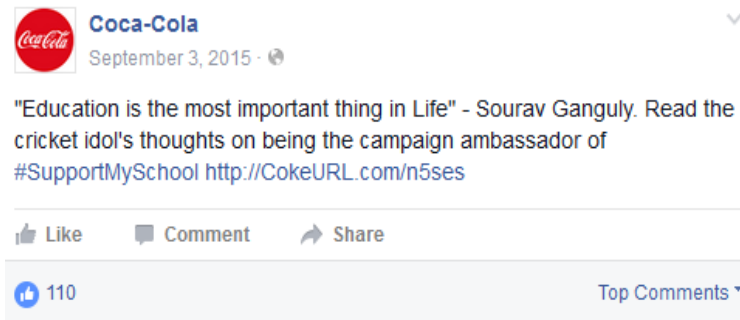 Coca-Cola
Coca-Cola
September 3, 2015 ·
"Education is the most important thing in Life" - Sourav Ganguly. Read the
cricket idol's thoughts on being the campaign ambassador of
#SupportMySchool http://CokeURL.com/n5ses
Like Comment Share
110 Top Comments